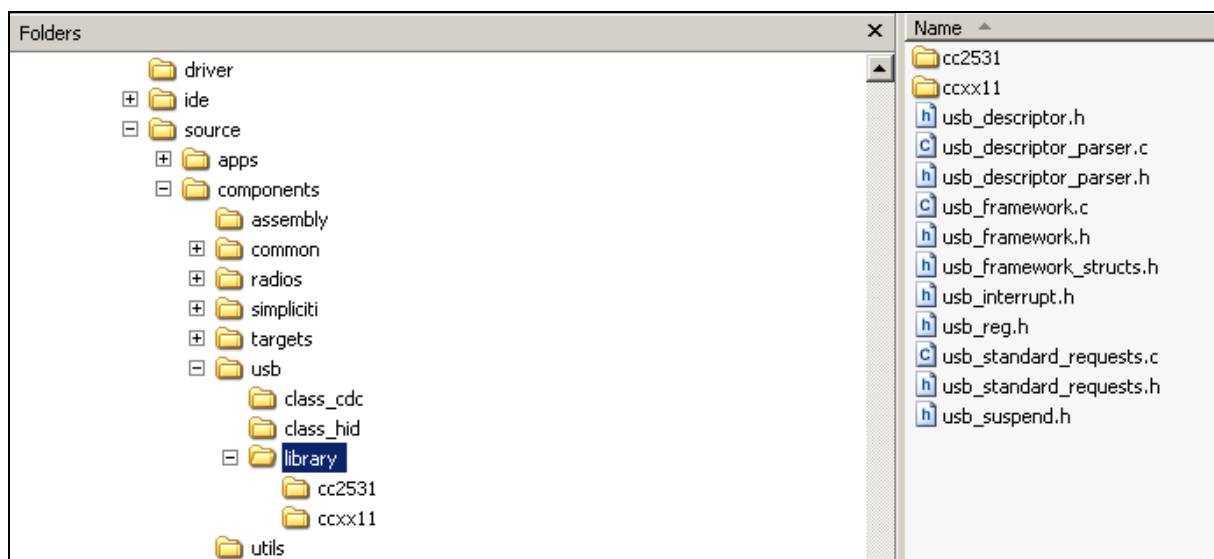 Folders
driver
ide
source
apps
components
assembly
common
radios
simpliciti
targets
usb
class_cdc
class_hid
library
cc2531
ccxx11
utils
Name
cc2531
ccxx11
usb_descriptor.h
usb_descriptor_parser.c
usb_descriptor_parser.h
usb_framework.c
usb_framework.h
usb_framework_structs.h
usb_interrupt.h
usb_reg.h
usb_standard_requests.c
usb_standard_requests.h
usb_suspend.h